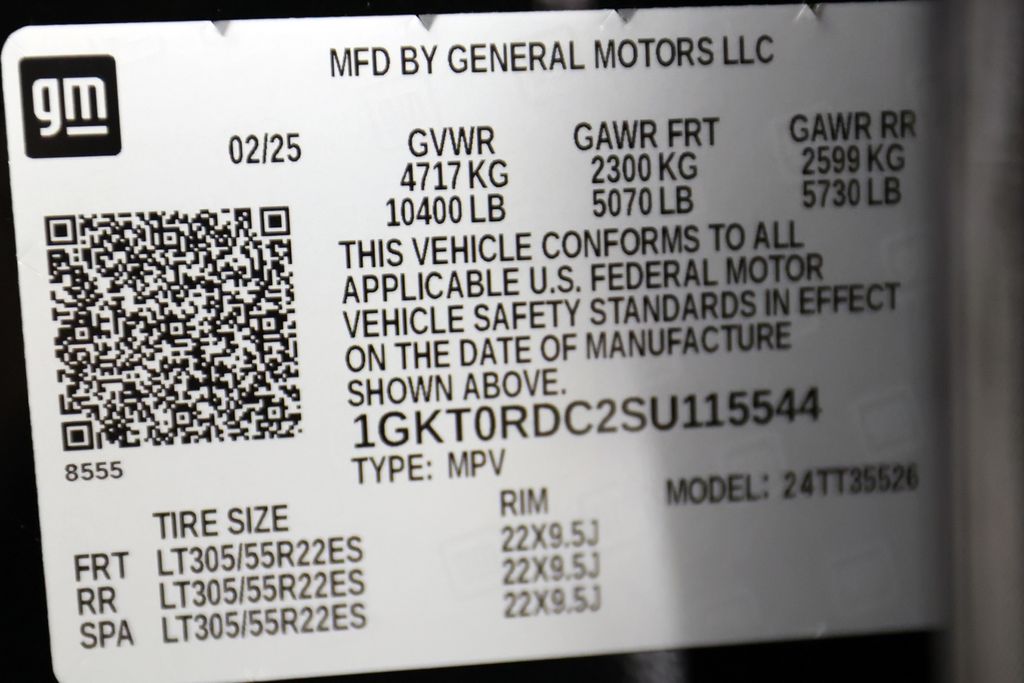 gm
MFD BY GENERAL MOTORS LLC
02/25
GVWR GAWR FRT GAWR RR
4717 KG 2300 KG 2599 KG
10400 LB 5070 LB 5730 LB
THIS VEHICLE CONFORMS TO ALL
APPLICABLE U.S. FEDERAL MOTOR
VEHICLE SAFETY STANDARDS IN EFFECT
ON THE DATE OF MANUFACTURE
SHOWN ABOVE.
1GKT0RDC2SU115544
8555
TYPE: MPV
MODEL: 24TT35526
TIRE SIZE RIM
FRT LT305/55R22ES 22X9.5J
RR LT305/55R22ES 22X9.5J
SPA LT305/55R22ES 22X9.5J